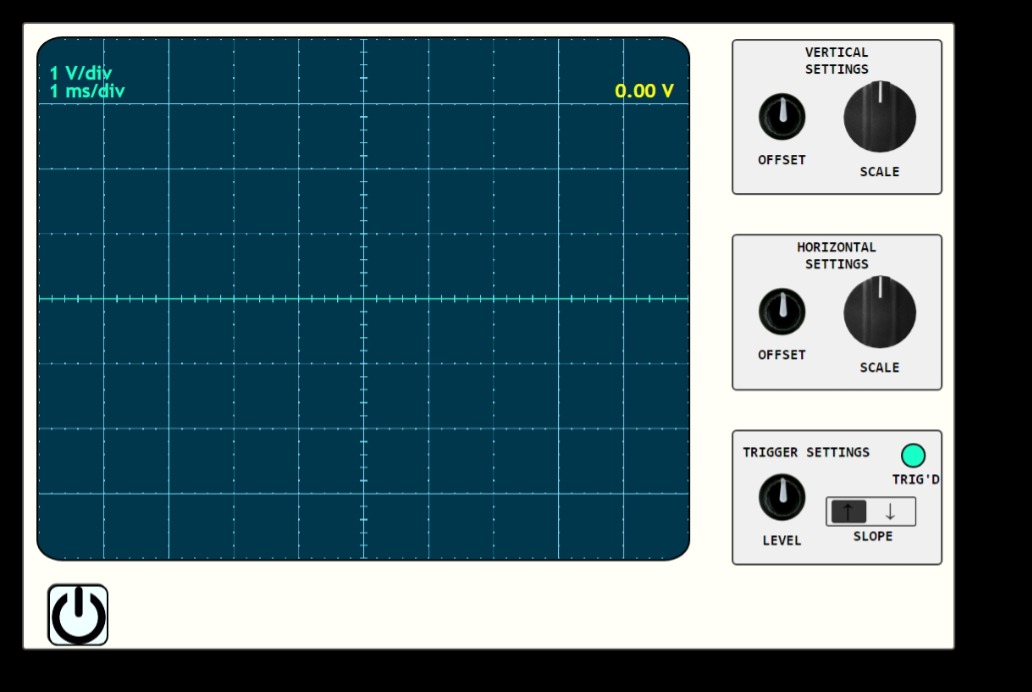 1 V/div
1 ms/div
0.00 V
VERTICAL
SETTINGS
OFFSET
SCALE
HORIZONTAL
SETTINGS
OFFSET
SCALE
TRIGGER SETTINGS
TRIG'D
↑ ↓
LEVEL
SLOPE